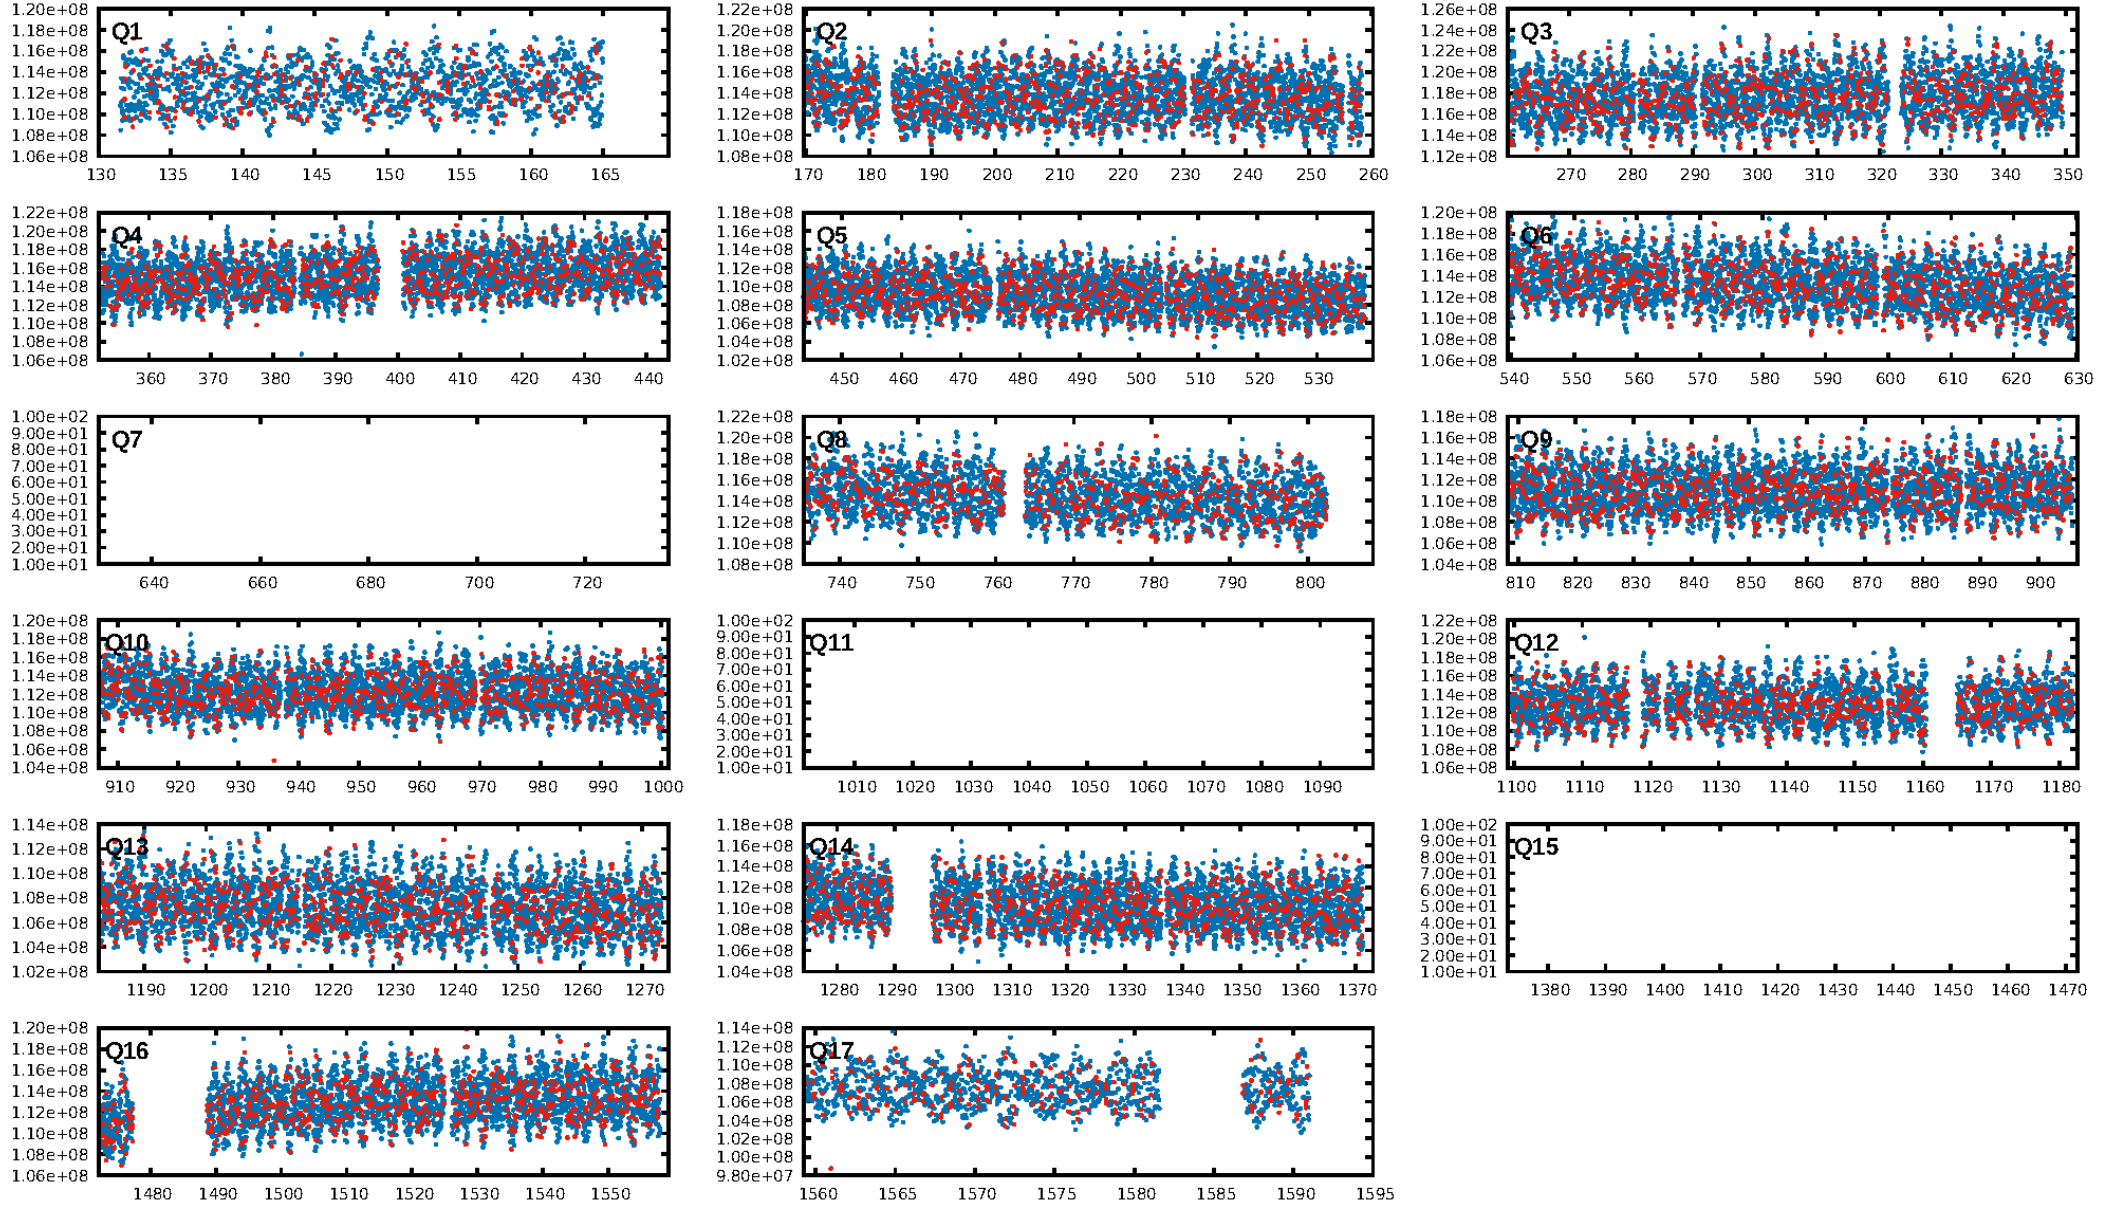 Q1
1.20e+08
1.18e+08
1.16e+08
1.14e+08
1.12e+08
1.10e+08
1.08e+08
1.06e+08
130 135 140 145 150 155 160 165
Q2
1.22e+08
1.20e+08
1.18e+08
1.16e+08
1.14e+08
1.12e+08
1.10e+08
1.08e+08
170 180 190 200 210 220 230 240 250 260
Q3
1.26e+08
1.24e+08
1.22e+08
1.20e+08
1.18e+08
1.16e+08
1.14e+08
1.12e+08
270 280 290 300 310 320 330 340 350
Q4
1.22e+08
1.20e+08
1.18e+08
1.16e+08
1.14e+08
1.12e+08
1.10e+08
1.08e+08
1.06e+08
360 370 380 390 400 410 420 430 440
Q5
1.18e+08
1.16e+08
1.14e+08
1.12e+08
1.10e+08
1.08e+08
1.06e+08
1.04e+08
1.02e+08
450 460 470 480 490 500 510 520 530
Q6
1.20e+08
1.18e+08
1.16e+08
1.14e+08
1.12e+08
1.10e+08
1.08e+08
1.06e+08
540 550 560 570 580 590 600 610 620 630
Q7
1.00e+02
9.00e+01
8.00e+01
7.00e+01
6.00e+01
5.00e+01
4.00e+01
3.00e+01
2.00e+01
1.00e+01
640 660 680 700 720
Q8
1.22e+08
1.20e+08
1.18e+08
1.16e+08
1.14e+08
1.12e+08
1.10e+08
1.08e+08
740 750 760 770 780 790 800
Q9
1.18e+08
1.16e+08
1.14e+08
1.12e+08
1.10e+08
1.08e+08
1.06e+08
1.04e+08
810 820 830 840 850 860 870 880 890 900
Q10
1.20e+08
1.18e+08
1.16e+08
1.14e+08
1.12e+08
1.10e+08
1.08e+08
1.06e+08
1.04e+08
910 920 930 940 950 960 970 980 990 1000
Q11
1.00e+02
9.00e+01
8.00e+01
7.00e+01
6.00e+01
5.00e+01
4.00e+01
3.00e+01
2.00e+01
1.00e+01
1010 1020 1030 1040 1050 1060 1070 1080 1090
Q12
1.22e+08
1.20e+08
1.18e+08
1.16e+08
1.14e+08
1.12e+08
1.10e+08
1.08e+08
1.06e+08
1100 1110 1120 1130 1140 1150 1160 1170 1180
Q13
1.14e+08
1.12e+08
1.10e+08
1.08e+08
1.06e+08
1.04e+08
1.02e+08
1190 1200 1210 1220 1230 1240 1250 1260 1270
Q14
1.18e+08
1.16e+08
1.14e+08
1.12e+08
1.10e+08
1.08e+08
1.06e+08
1.04e+08
1280 1290 1300 1310 1320 1330 1340 1350 1360 1370
Q15
1.00e+02
9.00e+01
8.00e+01
7.00e+01
6.00e+01
5.00e+01
4.00e+01
3.00e+01
2.00e+01
1.00e+01
1380 1390 1400 1410 1420 1430 1440 1450 1460 1470
Q16
1.20e+08
1.18e+08
1.16e+08
1.14e+08
1.12e+08
1.10e+08
1.08e+08
1.06e+08
1480 1490 1500 1510 1520 1530 1540 1550
Q17
1.14e+08
1.12e+08
1.10e+08
1.08e+08
1.06e+08
1.04e+08
1.02e+08
1.00e+08
9.80e+07
1560 1565 1570 1575 1580 1585 1590 1595